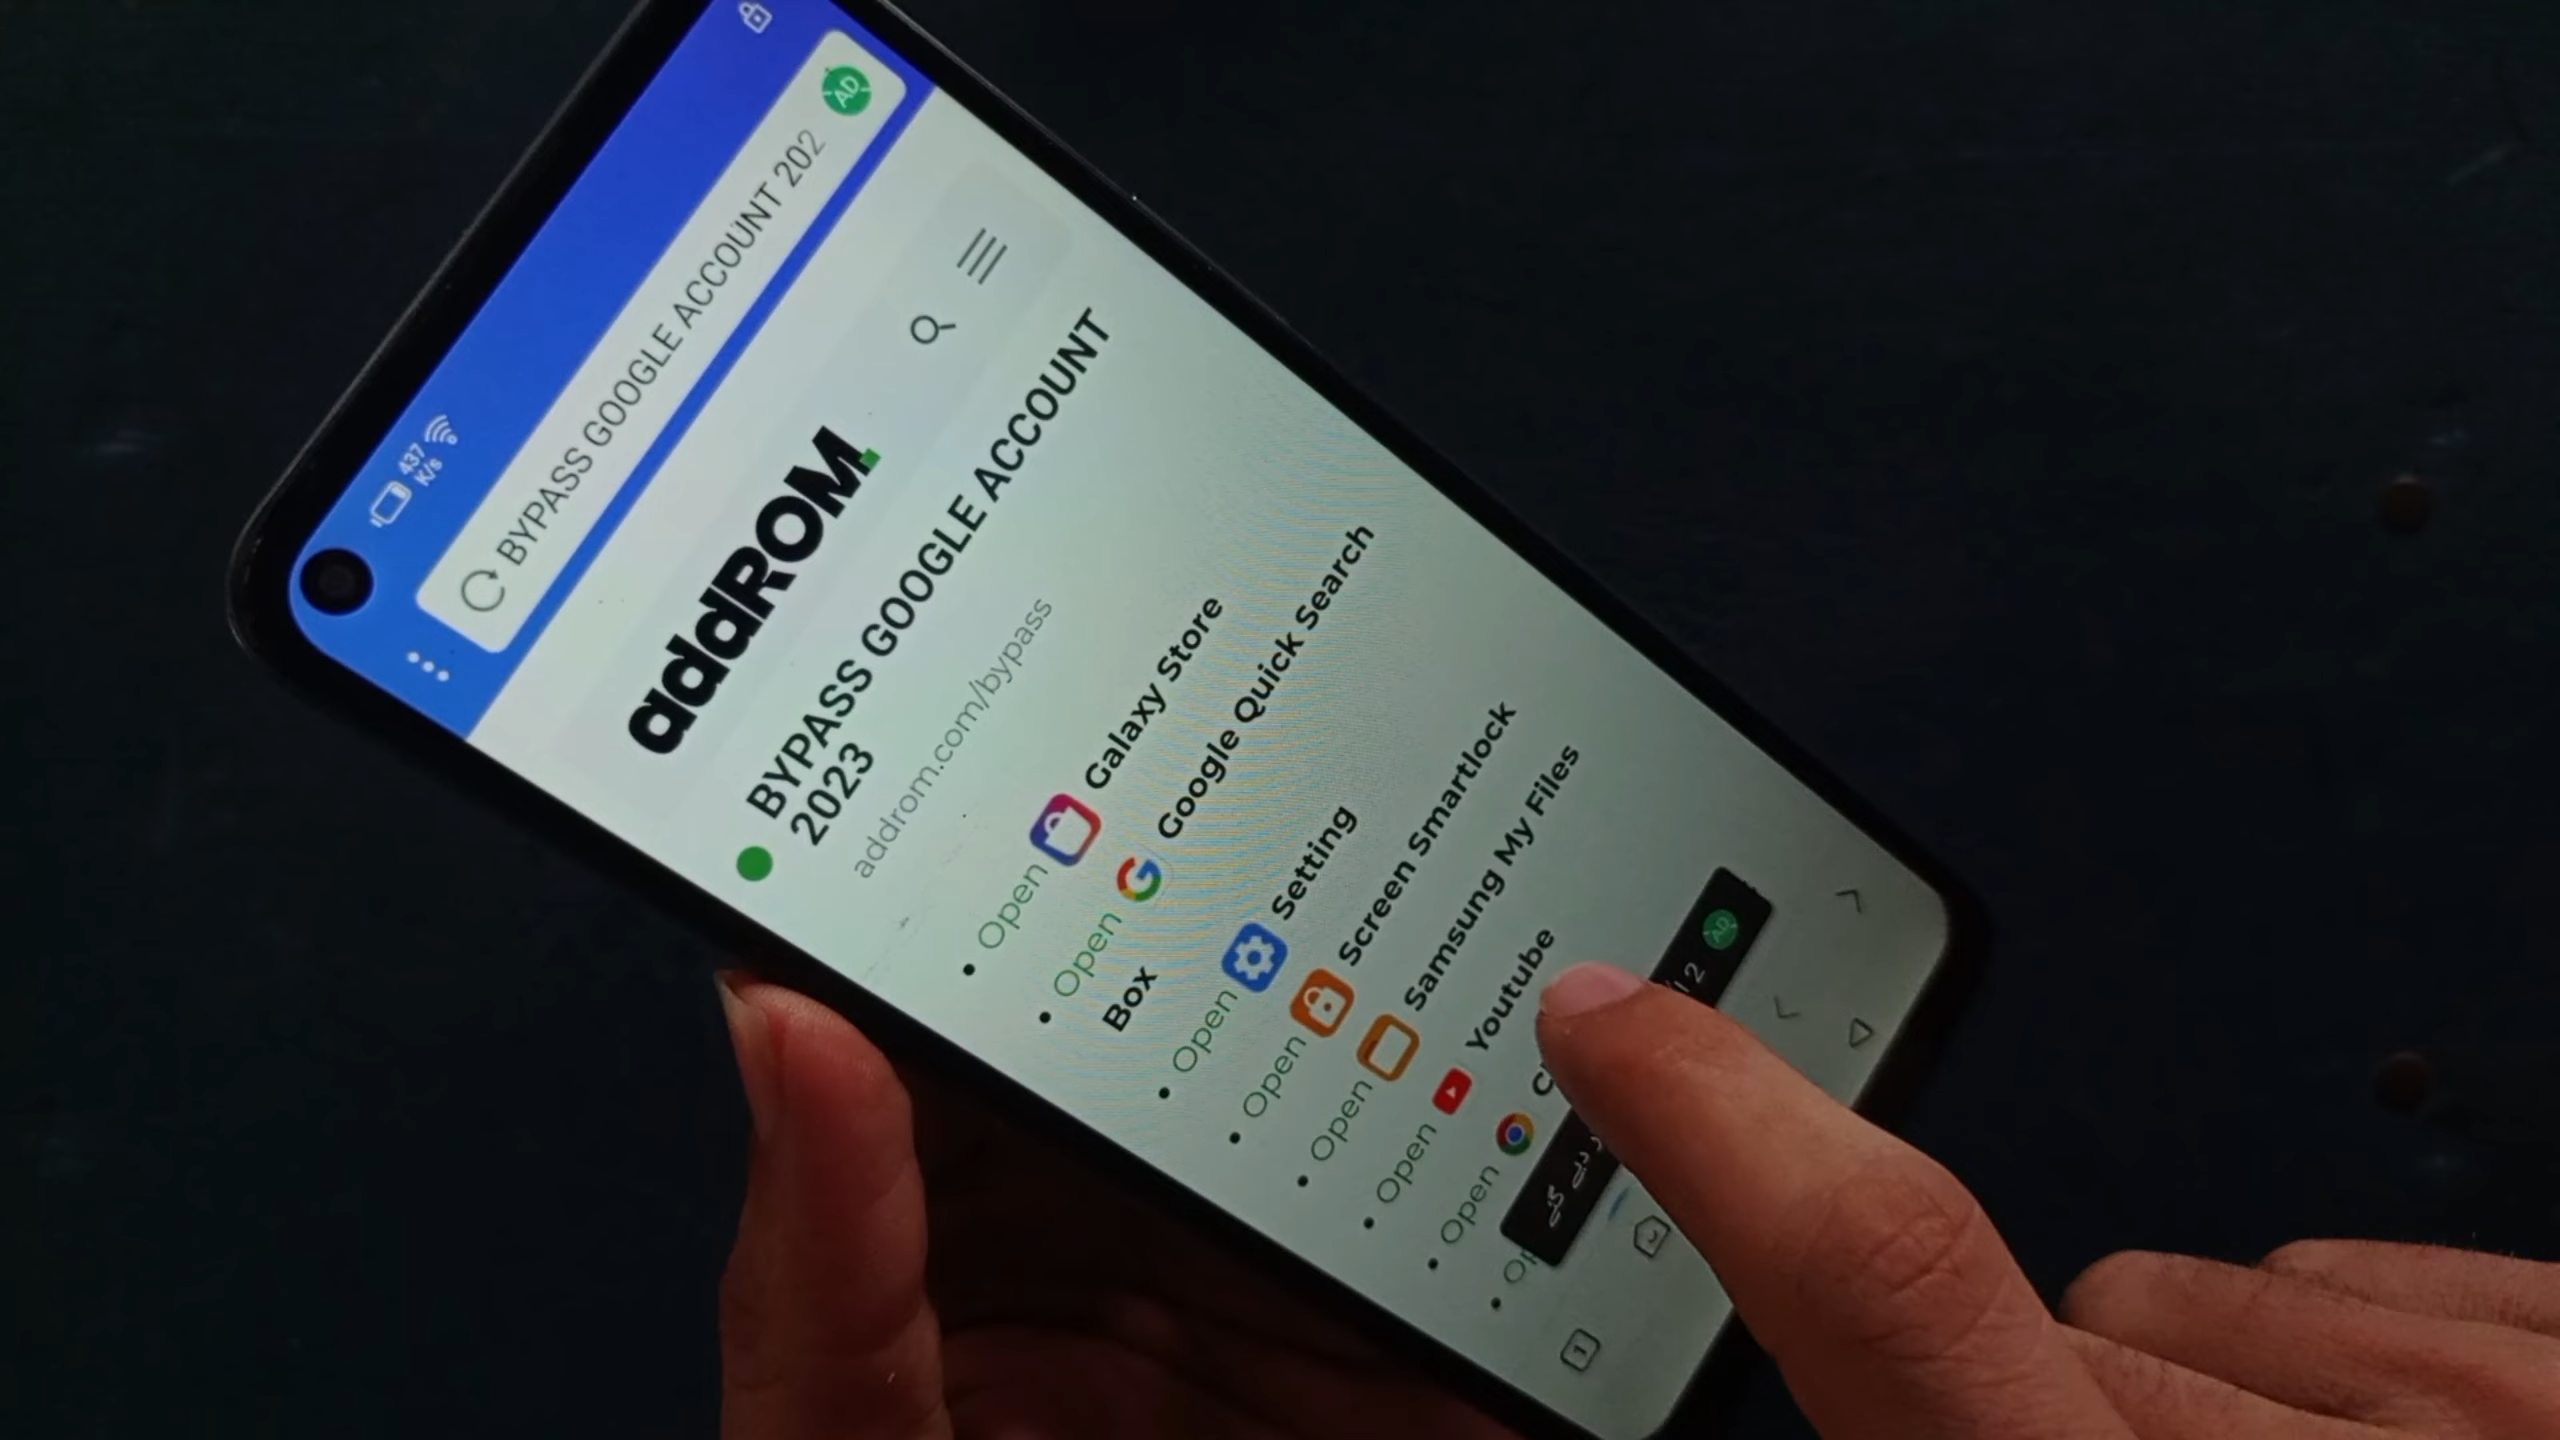 437
K/s
BYPASS GOOGLE ACCOUNT 202
AD
addROM.
BYPASS GOOGLE ACCOUNT
2023
addrom.com/bypass
Open Galaxy Store
Open Google Quick Search
Box
Open Setting
Open Screen Smartlock
Open Samsung My Files
Open Youtube
Open
AD
1